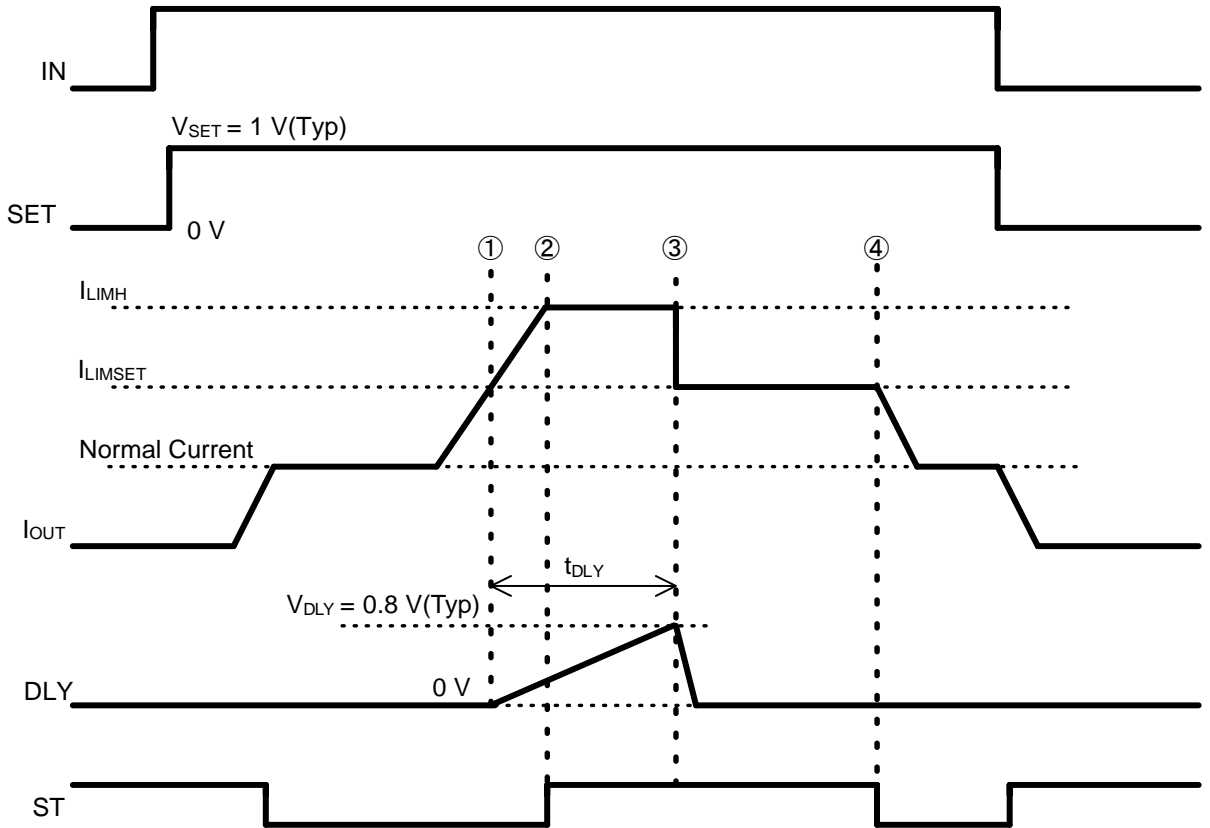 IN
V_SET = 1 V(Typ)
SET
0 V
① ② ③ ④
I_LIMH
I_LIMSET
Normal Current
I_OUT
t_DLY
V_DLY = 0.8 V(Typ)
0 V
DLY
ST